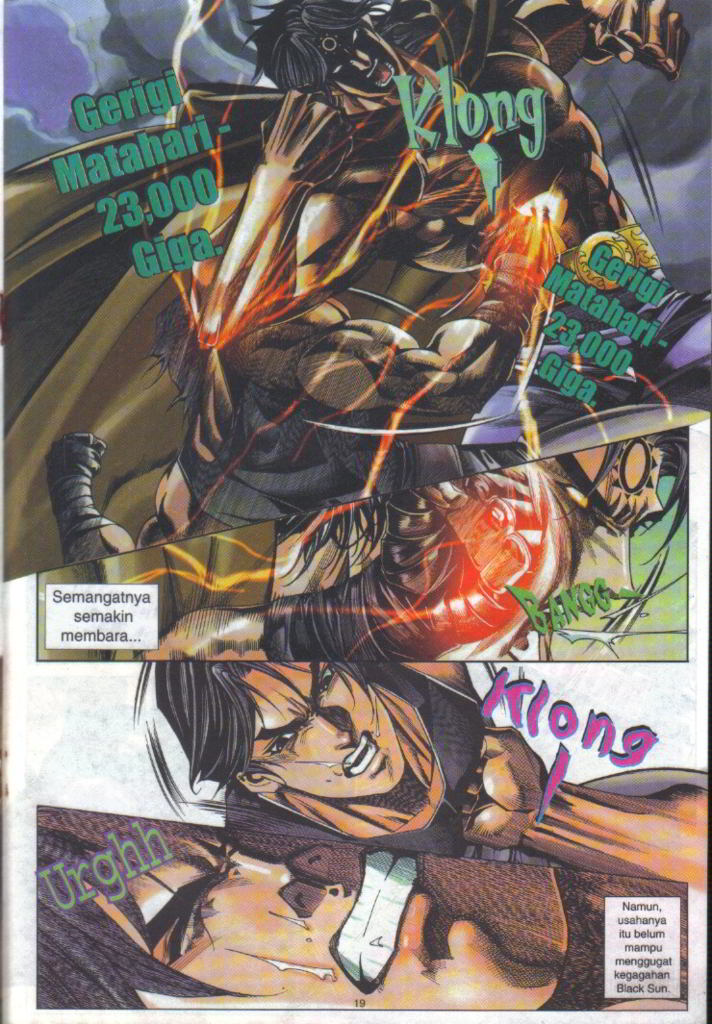 Gerigi
Matahari -
23,000
Giga.
Klong
!
Gerigi
Matahari -
23,000
Giga.
Semangatnya
semakin
membara...
BANGG~
Klong
!
Urghh
Namun,
usahanya
itu belum
mampu
menggugat
kegagahan
Black Sun.
19